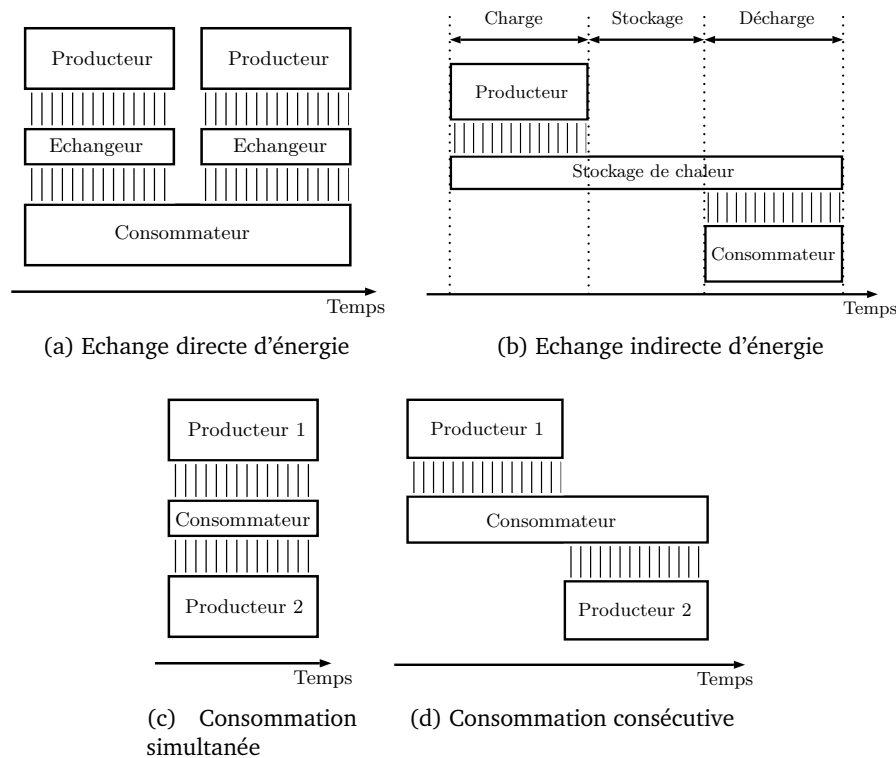 Producteur Producteur
Echangeur Echangeur
Consommateur
Temps
(a) Echange directe d'énergie
Charge Stockage Décharge
Producteur
Stockage de chaleur
Consommateur
Temps
(b) Echange indirecte d'énergie
Producteur 1
Consommateur
Producteur 2
Temps
(c) Consommation
simultanée
Producteur 1
Consommateur
Producteur 2
Temps
(d) Consommation consécutive